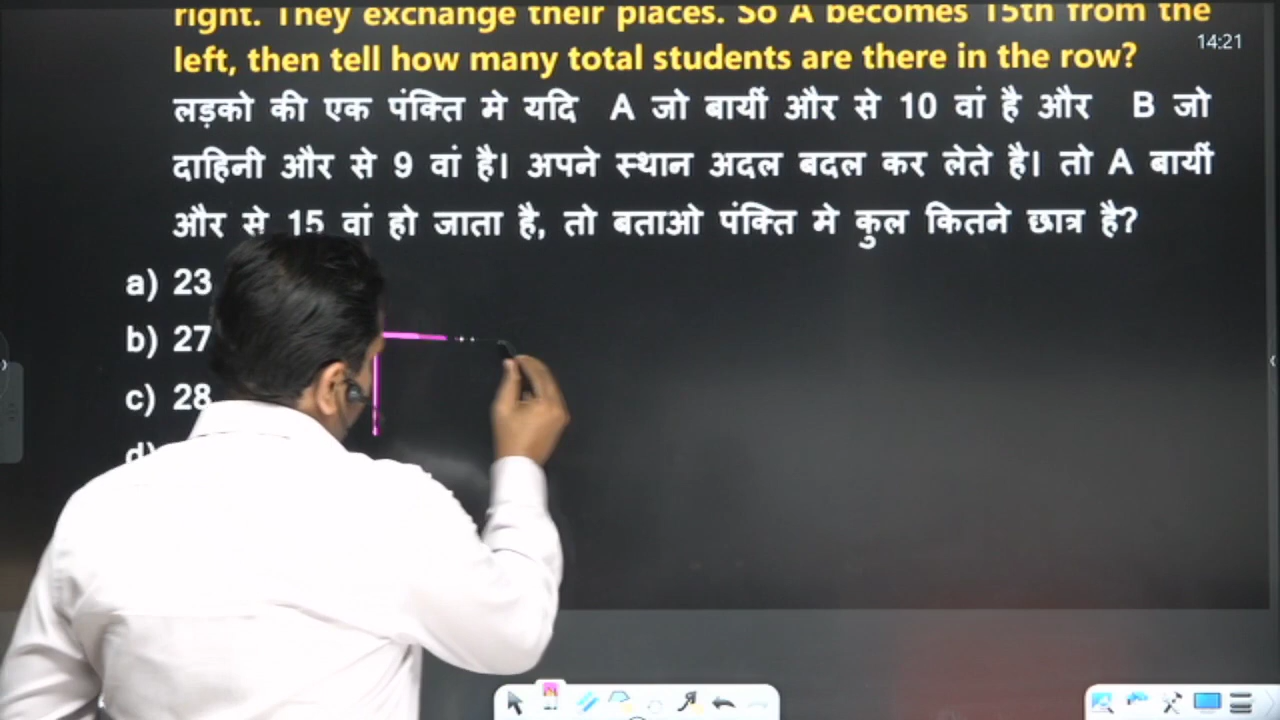 right. They exchange their places. So A becomes 15th from the
14:21
left, then tell how many total students are there in the row?
लड़को की एक पंक्ति मे यदि A जो बायीं और से 10 वां है और B जो
दाहिनी और से 9 वां है। अपने स्थान अदल बदल कर लेते है। तो A बायीं
और से 15 वां हो जाता है, तो बताओ पंक्ति मे कुल कितने छात्र है?
a) 23
b) 27
c) 28
d)